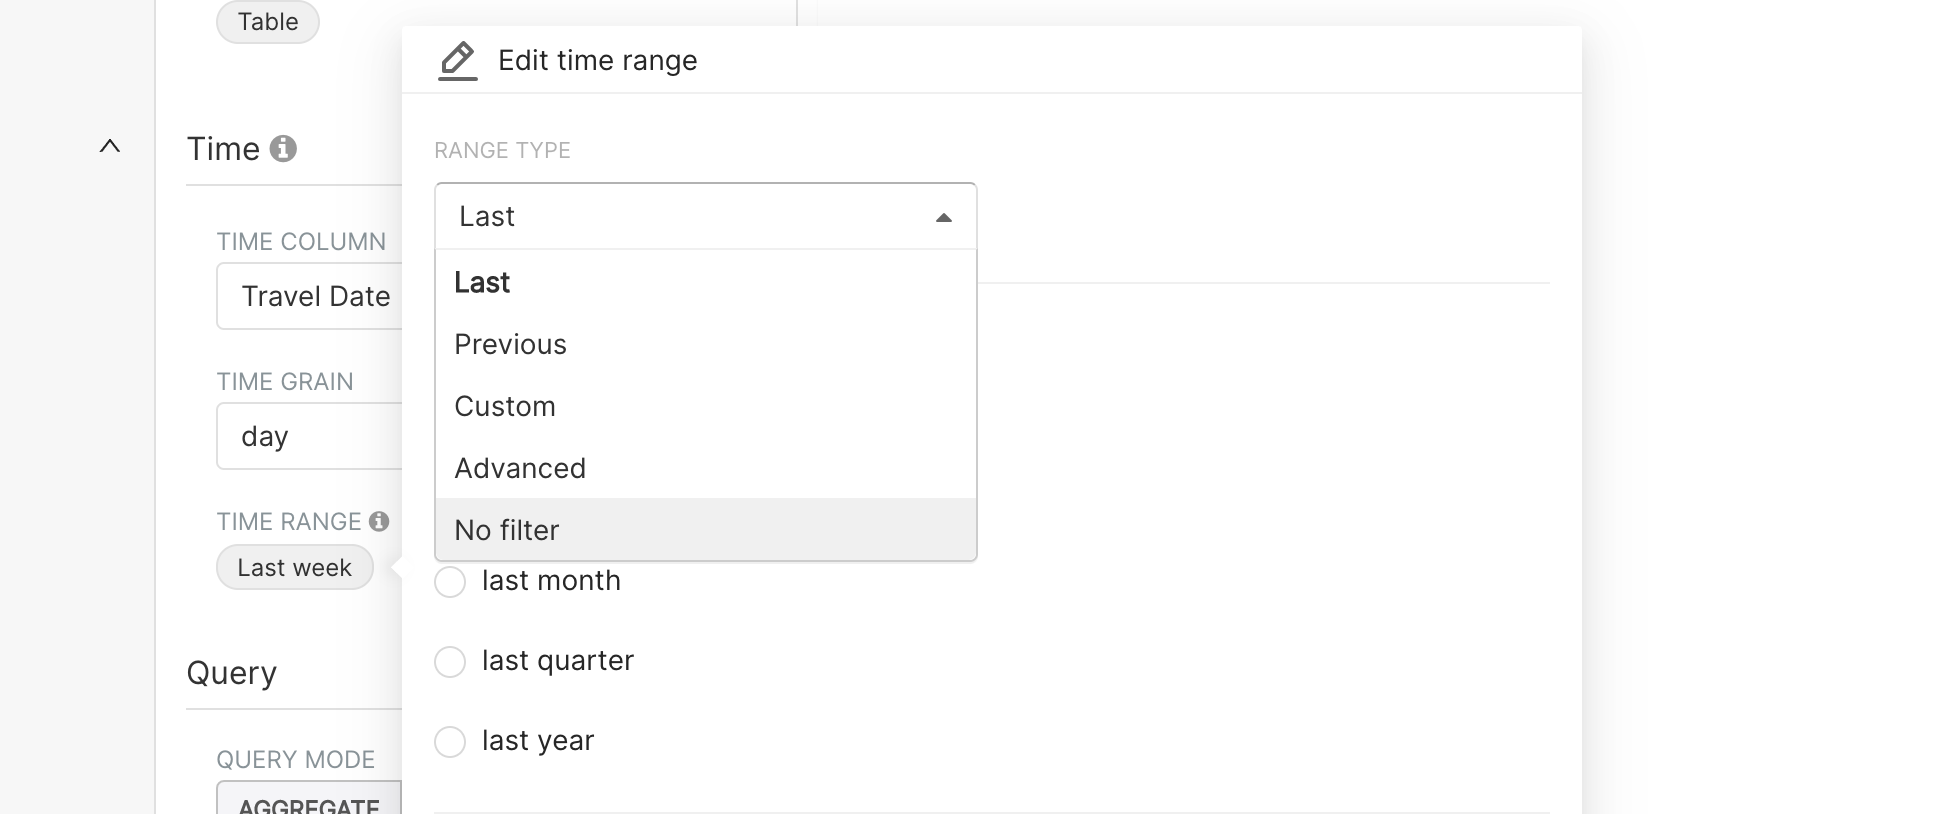 Table
Edit time range
Time
RANGE TYPE
Last
TIME COLUMN
Travel Date
Last
Previous
TIME GRAIN
Custom
day
Advanced
TIME RANGE
No filter
Last week
last month
Query
last quarter
last year
QUERY MODE
AGGREGATE